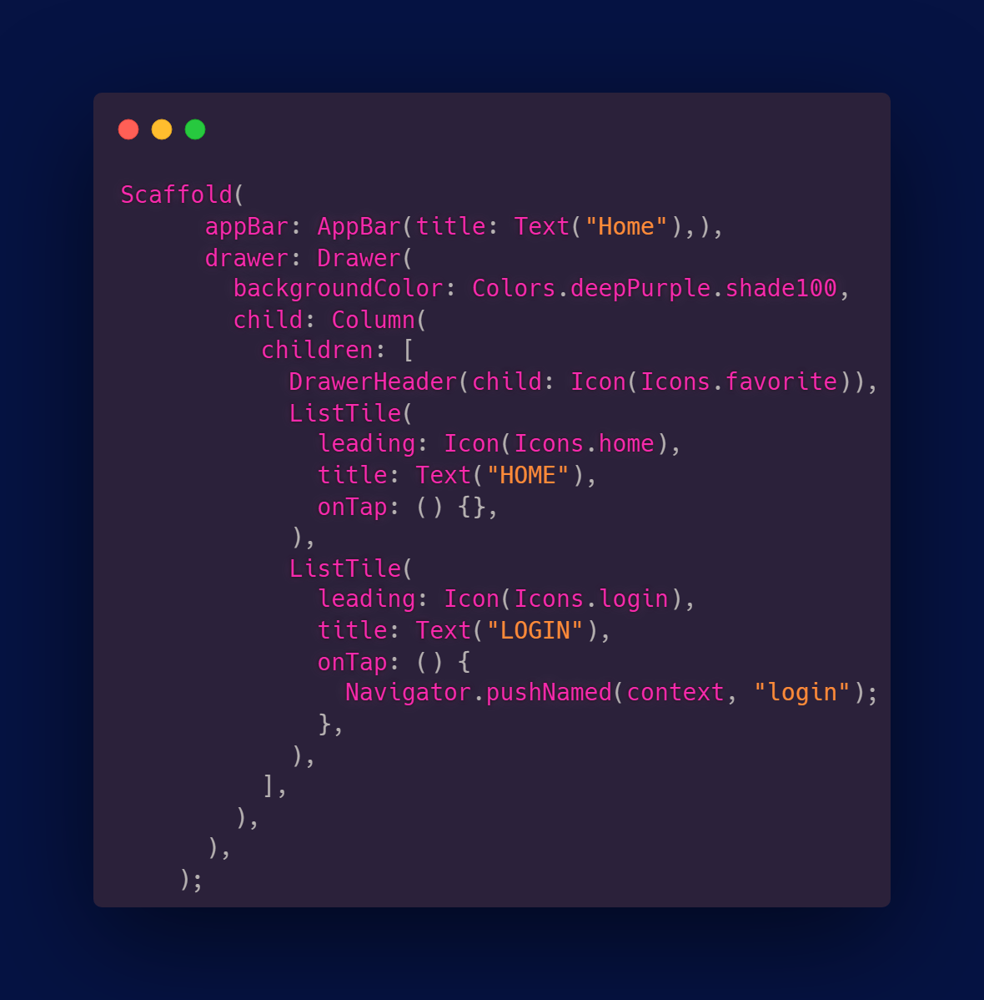 Scaffold(
      appBar: AppBar(title: Text("Home"),),
      drawer: Drawer(
        backgroundColor: Colors.deepPurple.shade100,
        child: Column(
          children: [
            DrawerHeader(child: Icon(Icons.favorite)),
            ListTile(
              leading: Icon(Icons.home),
              title: Text("HOME"),
              onTap: () {},
            ),
            ListTile(
              leading: Icon(Icons.login),
              title: Text("LOGIN"),
              onTap: () {
                Navigator.pushNamed(context, "login");
              },
            ),
          ],
        ),
      ),
    );